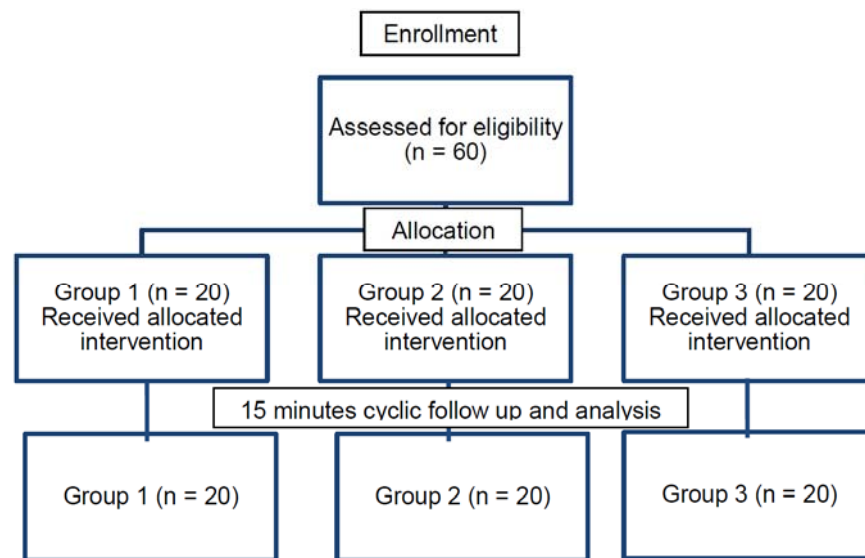 Enrollment
Assessed for eligibility
(n = 60)
Allocation
Group 1 (n = 20)
Received allocated
intervention
Group 2 (n = 20)
Received allocated
intervention
Group 3 (n = 20)
Received allocated
intervention
15 minutes cyclic follow up and analysis
Group 1 (n = 20)
Group 2 (n = 20)
Group 3 (n = 20)